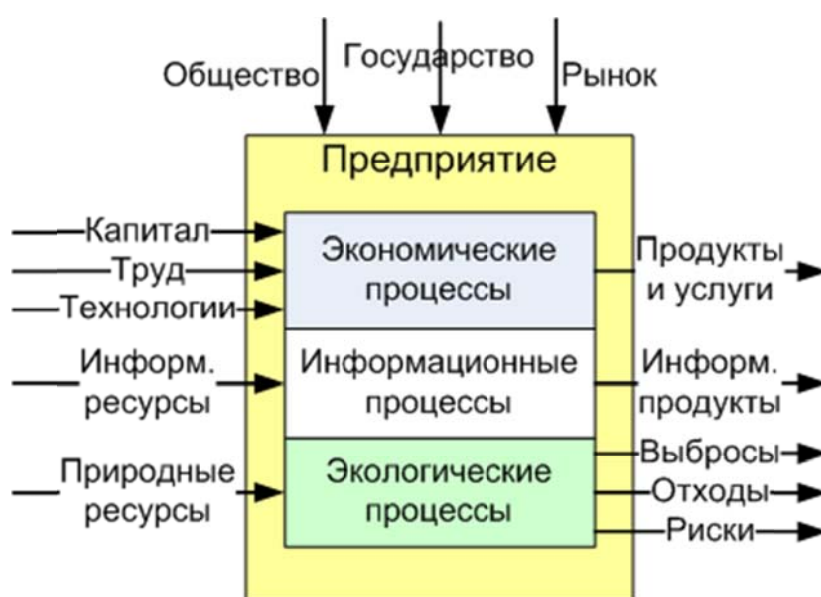 Общество
Государство
Рынок
Предприятие
Капитал
Труд
Технологии
Экономические
процессы
Продукты
и услуги
Информ.
ресурсы
Информационные
процессы
Информ.
продукты
Природные
ресурсы
Экологические
процессы
Выбросы
Отходы
Риски